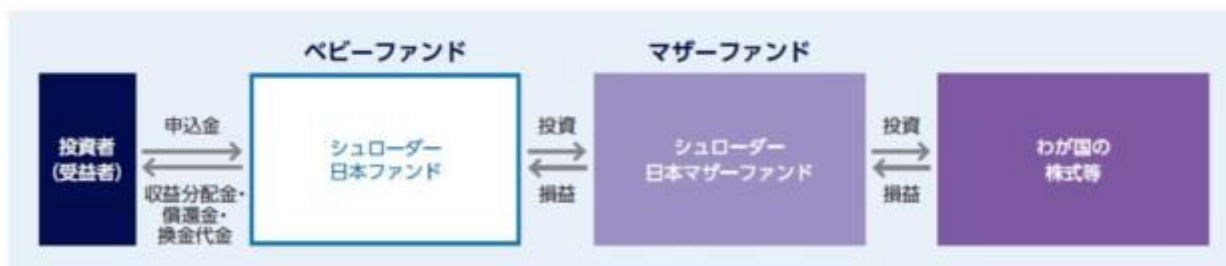 ベビーファンド
マザーファンド
投資者
(受益者)
申込金
収益分配金・
償還金・
換金代金
シュローダー
日本ファンド
投資
損益
シュローダー
日本マザーファンド
投資
損益
わが国の
株式等